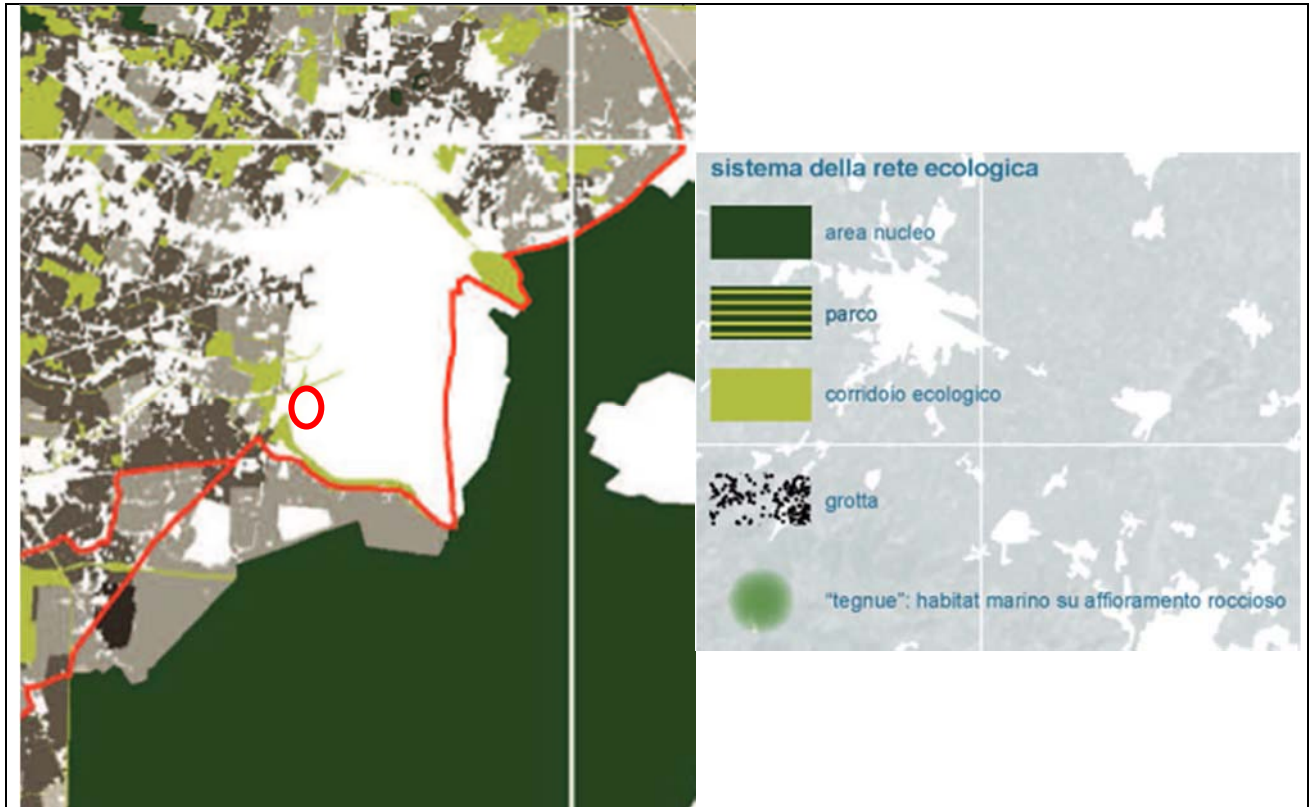 sistema della rete ecologica
area nucleo
parco
corridoio ecologico
grotta
"tegnue": habitat marino su affioramento roccioso